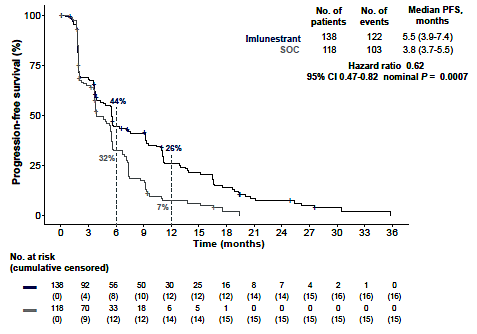 No. of patients No. of events Median PFS, months
Imlunestrant 138 122 5.5 (3.9-7.4)
SOC 118 103 3.8 (3.7-5.5)
Hazard ratio 0.62
95% CI 0.47-0.82 nominal P = 0.0007
Progression-free survival (%)
100
75
50
25
0
44%
32%
26%
7%
0 3 6 9 12 15 18 21 24 27 30 33 36
Time (months)
No. at risk
(cumulative censored)
138 92 56 50 30 25 16 8 7 4 2 1 0
(0) (4) (8) (10) (12) (12) (12) (14) (14) (15) (16) (16) (16)
118 70 33 18 6 5 1 0 0 0 0 0 0
(0) (9) (12) (12) (14) (14) (15) (15) (15) (15) (15) (15) (15)